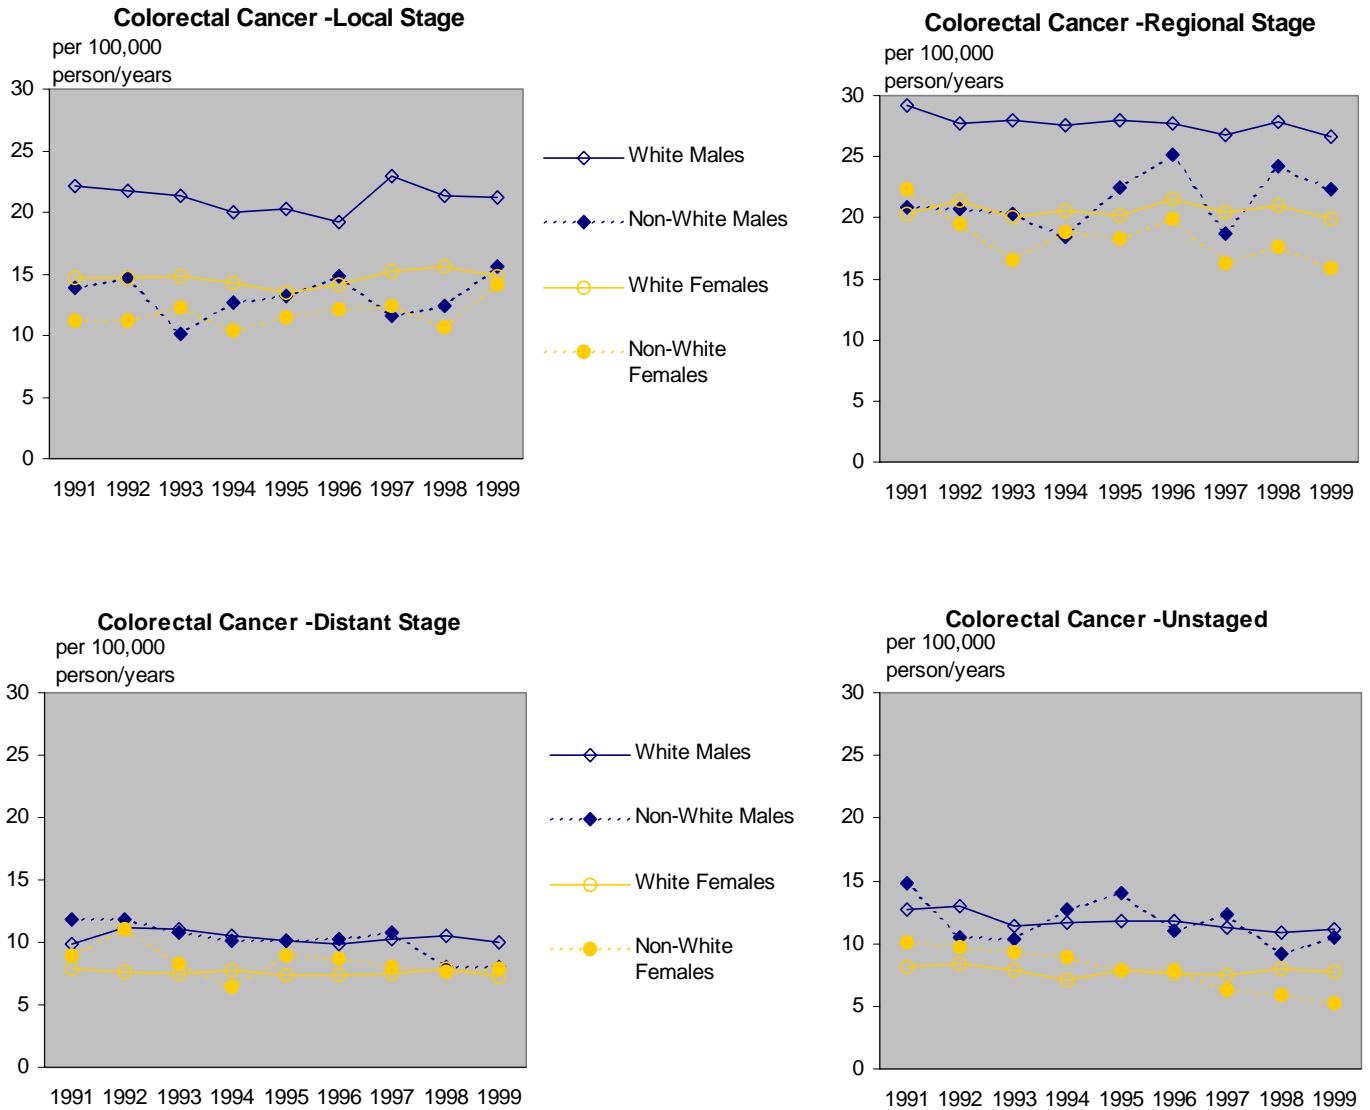 Colorectal Cancer -Local Stage
per 100,000
person/years
30
25
20
15
10
5
0
1991 1992 1993 1994 1995 1996 1997 1998 1999
White Males
Non-White Males
White Females
Non-White
Females
Colorectal Cancer -Regional Stage
per 100,000
person/years
30
25
20
15
10
5
0
1991 1992 1993 1994 1995 1996 1997 1998 1999
Colorectal Cancer -Distant Stage
per 100,000
person/years
30
25
20
15
10
5
0
1991 1992 1993 1994 1995 1996 1997 1998 1999
White Males
Non-White Males
White Females
Non-White
Females
Colorectal Cancer -Unstaged
per 100,000
person/years
30
25
20
15
10
5
0
1991 1992 1993 1994 1995 1996 1997 1998 1999